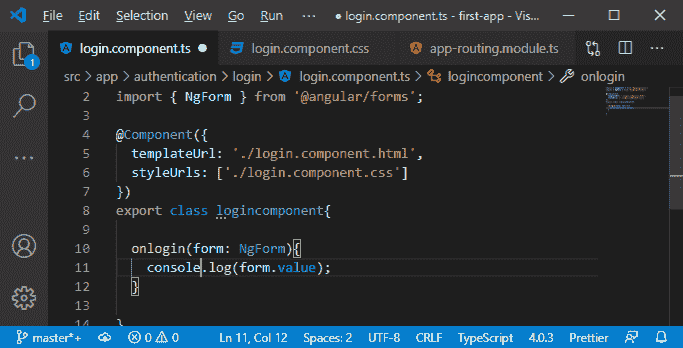 File Edit Selection View Go Run ··· ● login.component.ts - first-app - Vis...
login.component.ts ● login.component.css app-routing.module.ts ···
src > app > authentication > login > login.component.ts > logincomponent > onlogin
1
2 import { NgForm } from '@angular/forms';
3
4 @Component({
5 templateUrl: './login.component.html',
6 styleUrls: ['./login.component.css']
7 })
8 export class logincomponent{
9
10 onlogin(form: NgForm){
11 console.log(form.value);
12 }
13
14 }
master*+ 0 0 Ln 11, Col 12 Spaces: 2 UTF-8 CRLF TypeScript 4.0.3 Prettier